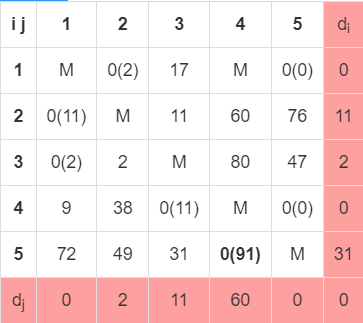 i j 1 2 3 4 5 di
1 M 0(2) 17 M 0(0) 0
2 0(11) M 11 60 76 11
3 0(2) 2 M 80 47 2
4 9 38 0(11) M 0(0) 0
5 72 49 31 0(91) M 31
dj 0 2 11 60 0 0